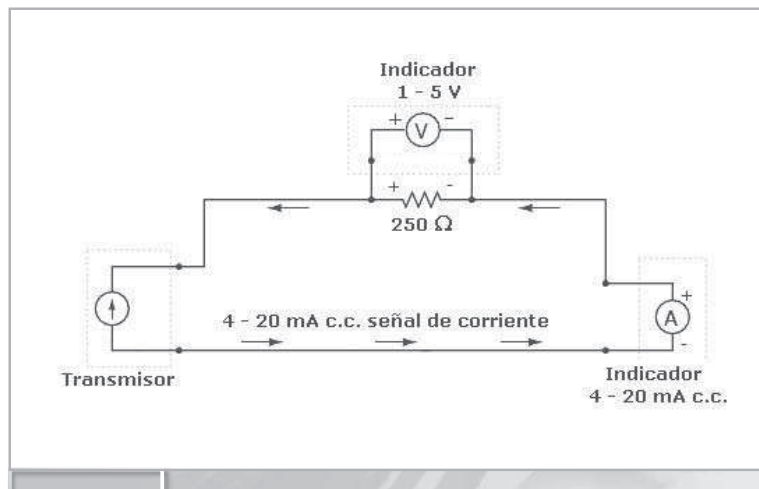 Indicador
1 - 5 V
+ V -
+ -
250 Ω
4 - 20 mA c.c. señal de corriente
+
A
-
Transmisor
Indicador
4 - 20 mA c.c.